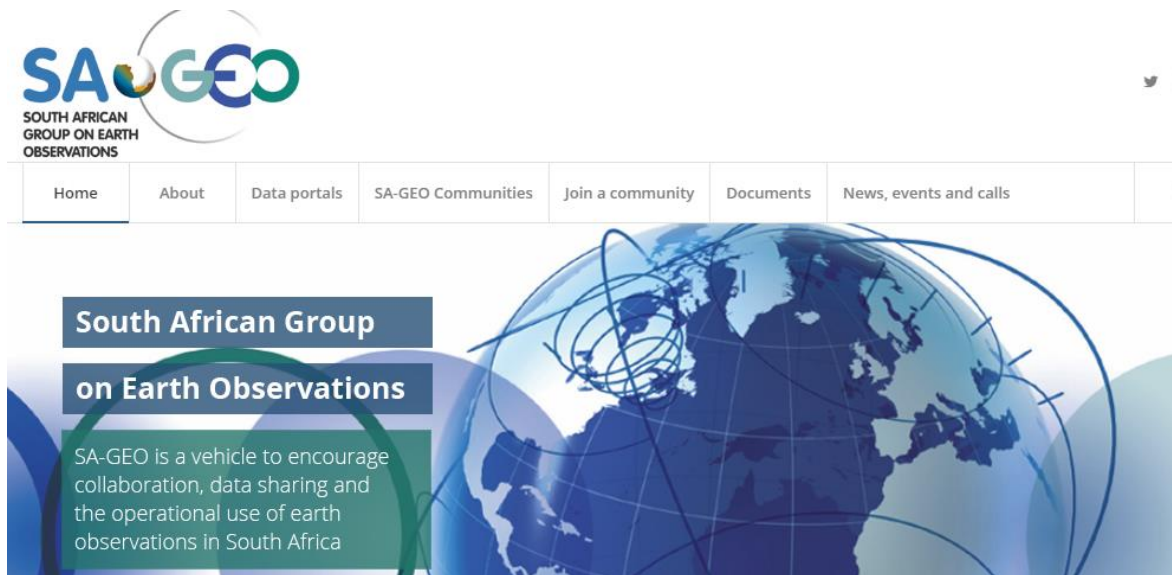 SA GEO
SOUTH AFRICAN
GROUP ON EARTH
OBSERVATIONS
Home About Data portals SA-GEO Communities Join a community Documents News, events and calls
South African Group
on Earth Observations
SA-GEO is a vehicle to encourage
collaboration, data sharing and
the operational use of earth
observations in South Africa